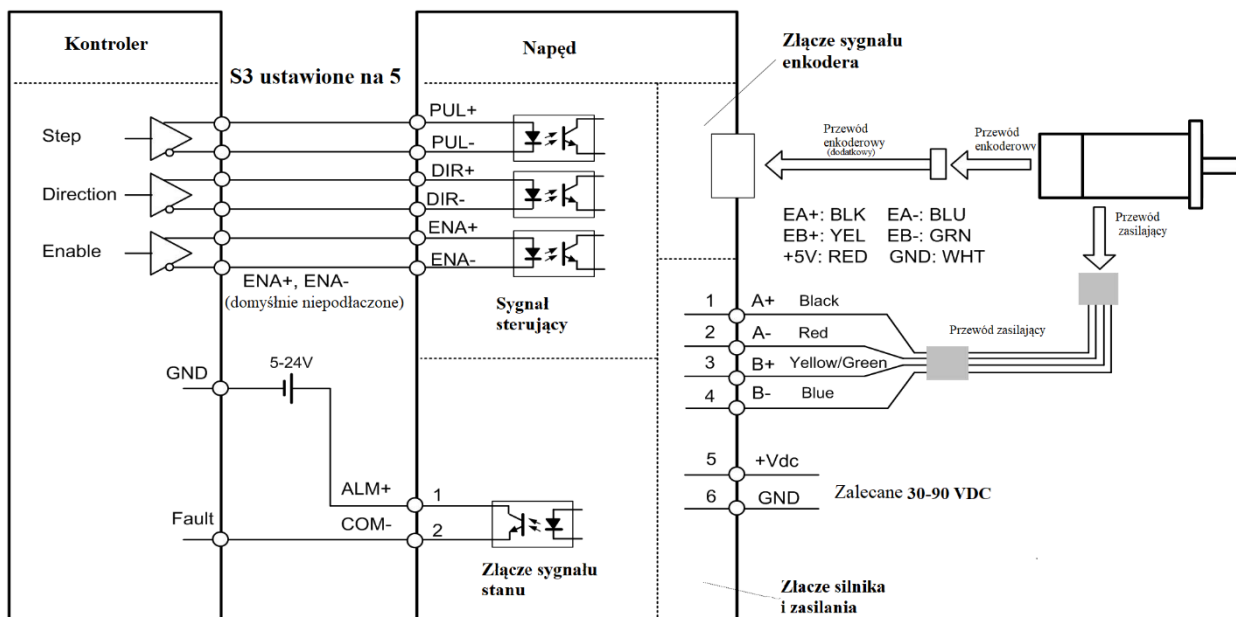 Kontroler
Napęd
S3 ustawione na 5
Złącze sygnału
enkodera
Step
PUL+
PUL-
Direction
DIR+
DIR-
Enable
ENA+
ENA-
ENA+, ENA-
(domyślnie niepodłączone)
Sygnał
sterujący
Przewód
enkoderowy
(dodatkowy)
Przewód
enkoderowy
EA+: BLK EA-: BLU
EB+: YEL EB-: GRN
+5V: RED GND: WHT
Przewód
zasilający
1 A+ Black
2 A- Red
3 B+ Yellow/Green
4 B- Blue
Przewód zasilający
GND
5-24V
5 +Vdc
6 GND
Zalecane 30-90 VDC
ALM+ 1
Fault
COM- 2
Złącze sygnału
stanu
Złacze silnika
i zasilania